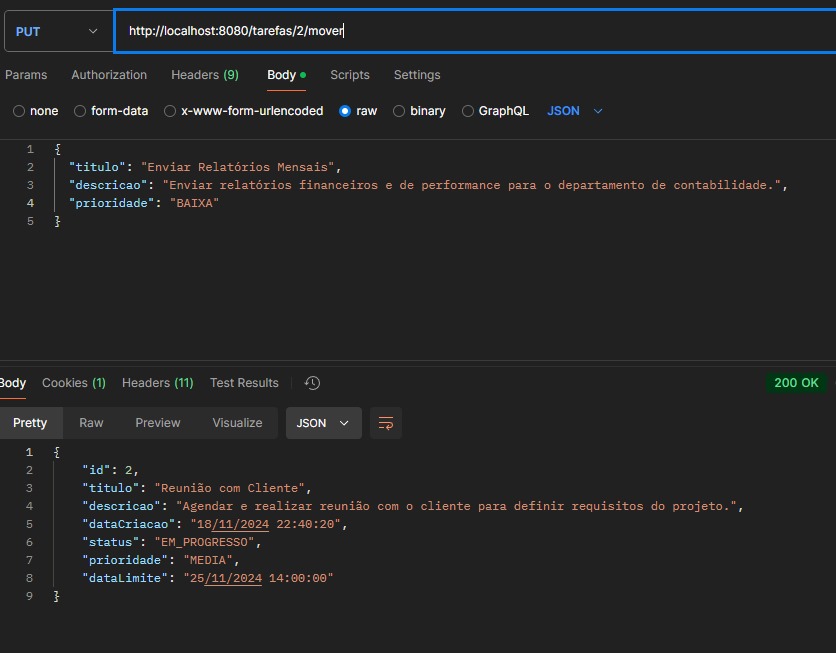 PUT http://localhost:8080/tarefas/2/mover
Params Authorization Headers (9) Body Scripts Settings
none form-data x-www-form-urlencoded raw binary GraphQL JSON
1 {
2 "titulo": "Enviar Relatórios Mensais",
3 "descricao": "Enviar relatórios financeiros e de performance para o departamento de contabilidade.",
4 "prioridade": "BAIXA"
5 }
Body Cookies (1) Headers (11) Test Results 200 OK
Pretty Raw Preview Visualize JSON
1 {
2 "id": 2,
3 "titulo": "Reunião com Cliente",
4 "descricao": "Agendar e realizar reunião com o cliente para definir requisitos do projeto.",
5 "dataCriacao": "18/11/2024 22:40:20",
6 "status": "EM_PROGRESSO",
7 "prioridade": "MEDIA",
8 "dataLimite": "25/11/2024 14:00:00"
9 }